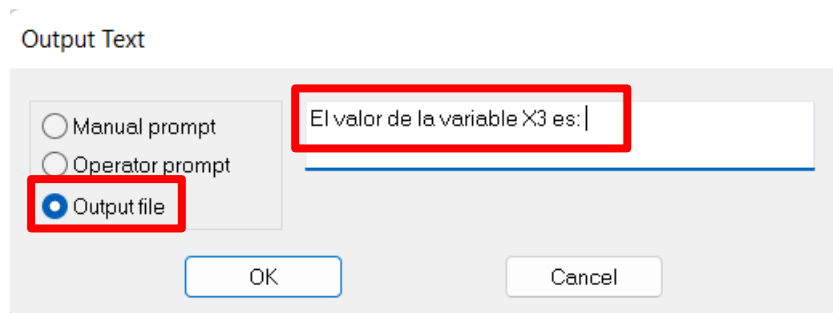 Output Text
Manual prompt
Operator prompt
Output file
El valor de la variable X3 es:
OK
Cancel